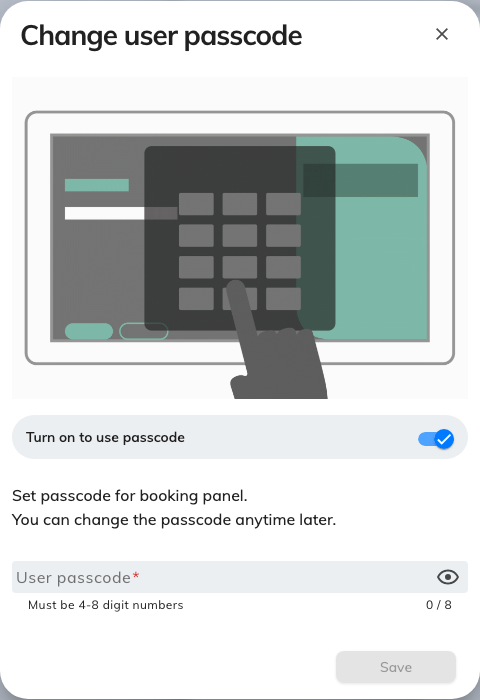 Change user passcode
Turn on to use passcode
Set passcode for booking panel.
You can change the passcode anytime later.
User passcode*
Must be 4-8 digit numbers
0 / 8
Save